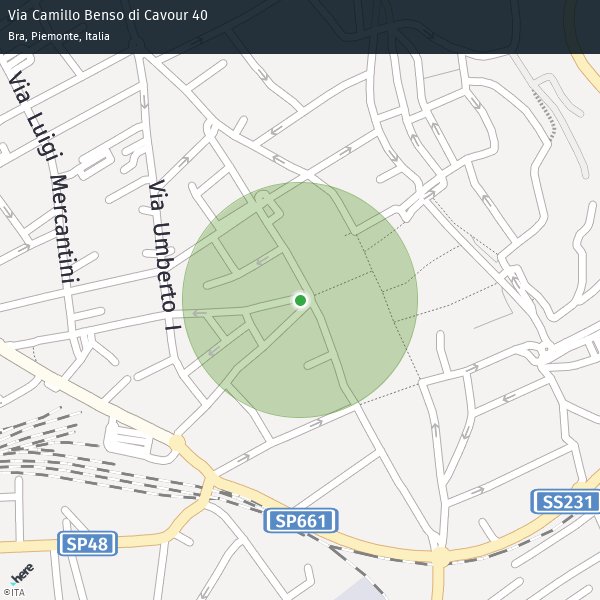 Via Camillo Benso di Cavour 40
Bra, Piemonte, Italia
Via Luigi Mercantini
Via Umberto I
SS231
SP661
SP48
here
©ITA